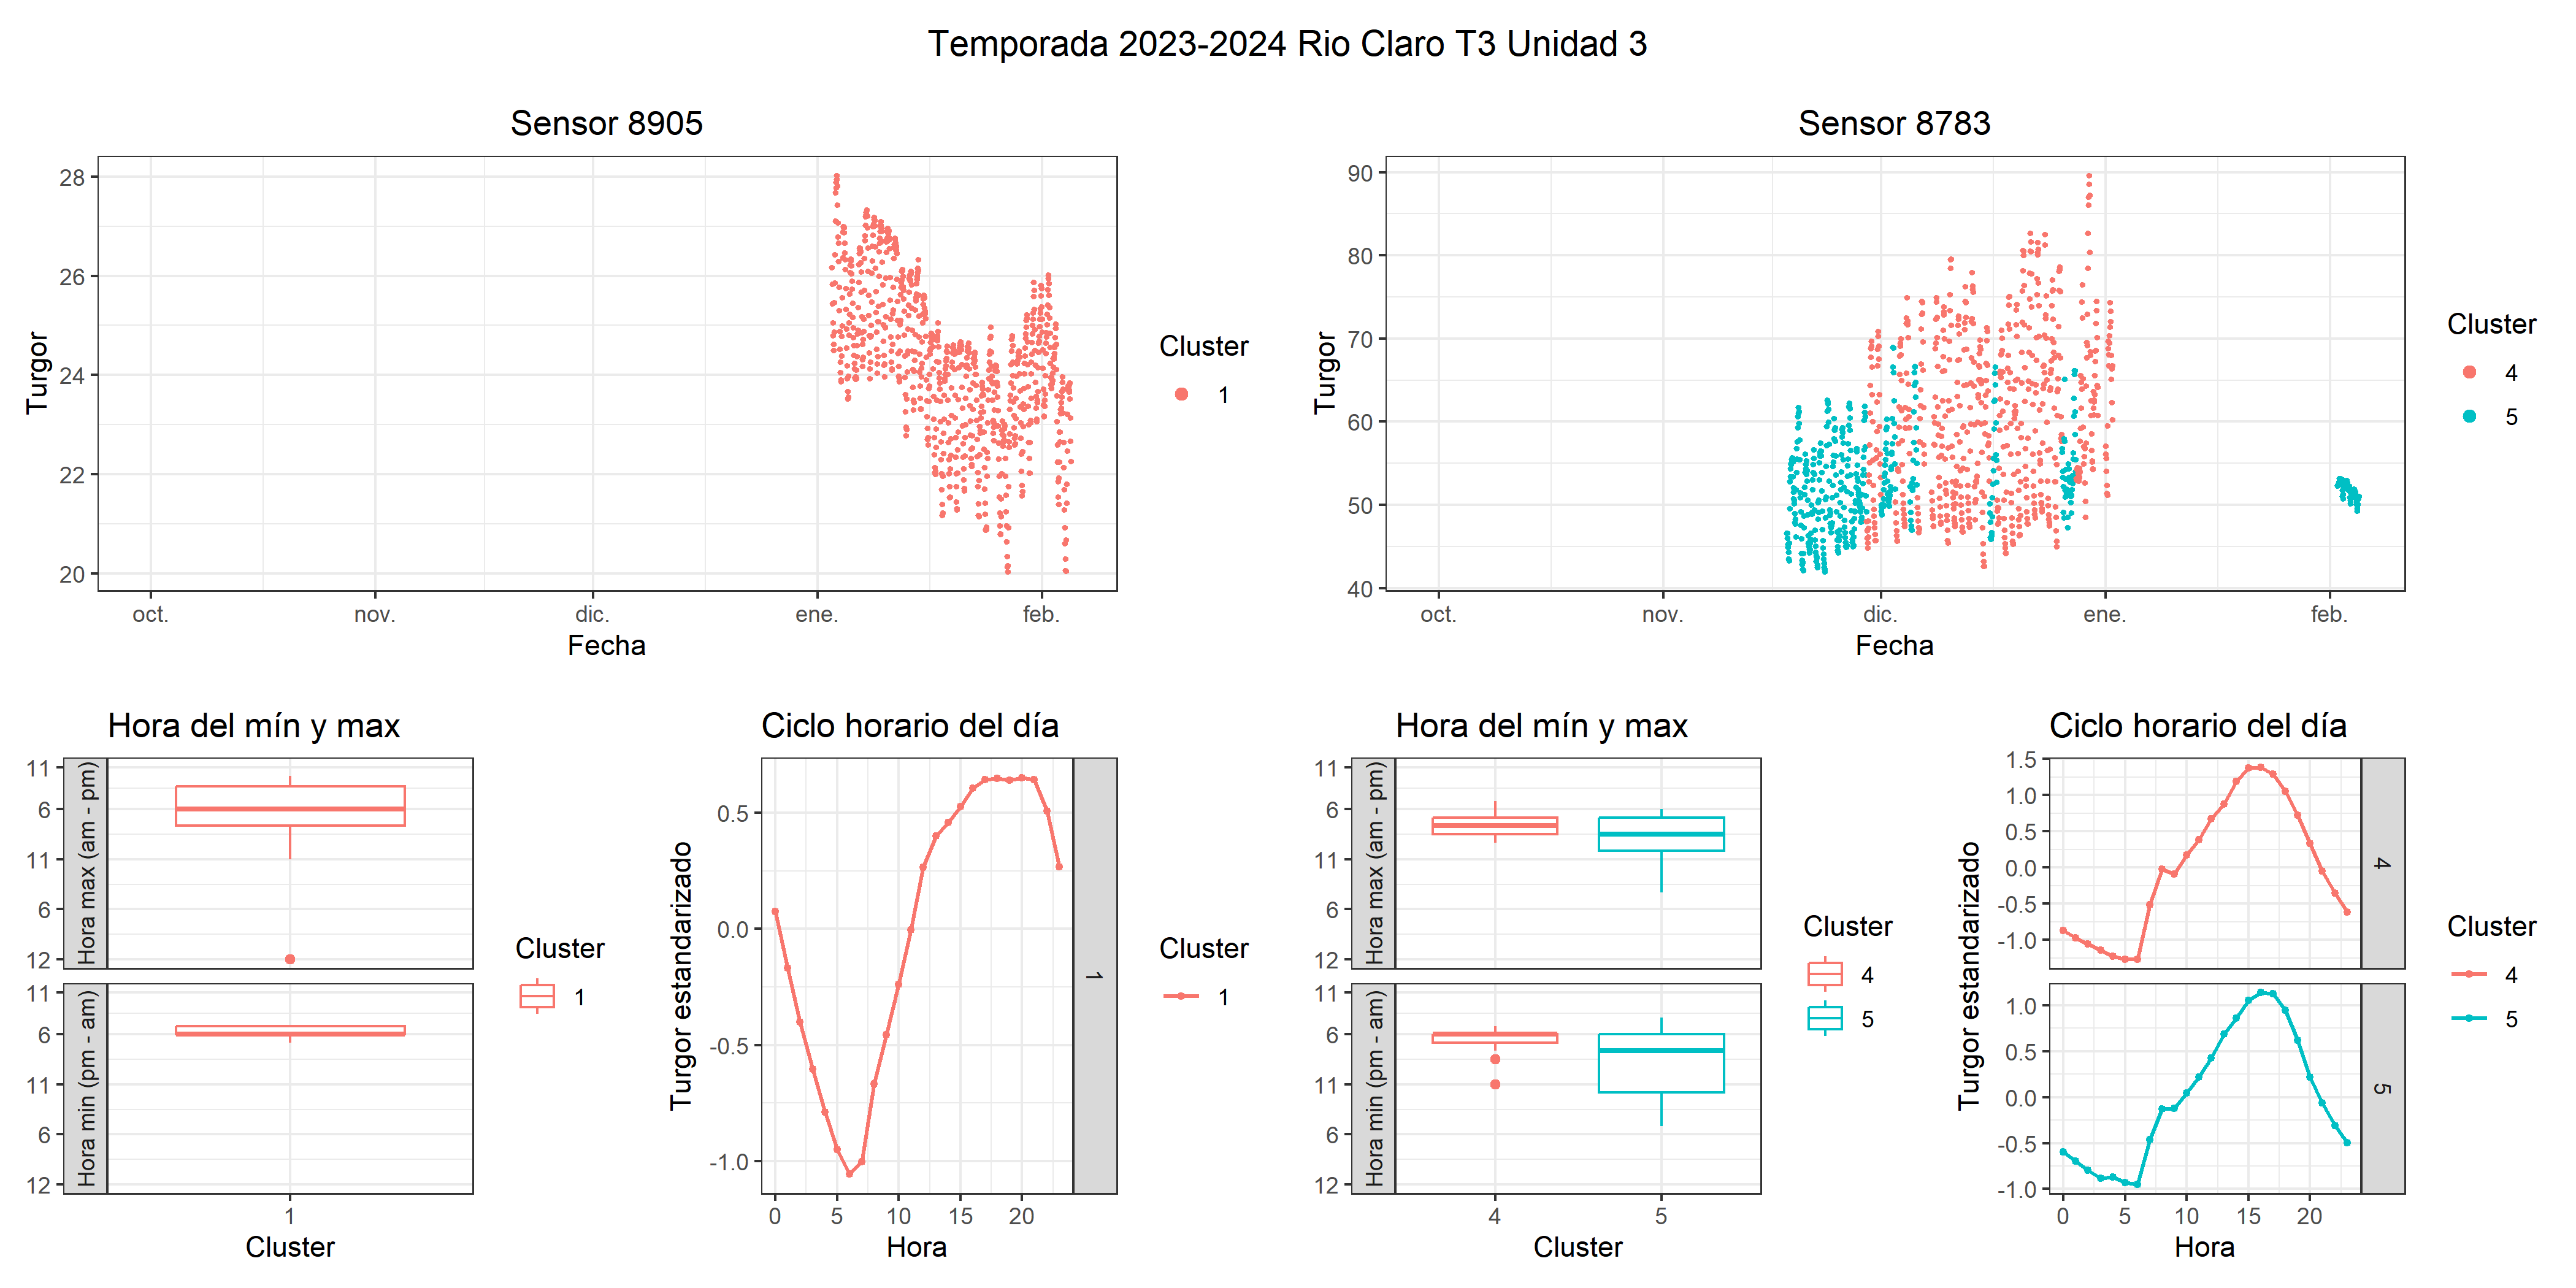 Temporada 2023-2024 Rio Claro T3 Unidad 3
Sensor 8905
Turgor
28
26
24
22
20
oct.
nov.
dic.
ene.
feb.
Fecha
Cluster
1
Sensor 8783
Turgor
90
80
70
60
50
40
oct.
nov.
dic.
ene.
feb.
Fecha
Cluster
4
5
Hora del mín y max
Hora max (am - pm)
11
6
11
6
12
Hora min (pm - am)
11
6
11
6
12
1
Cluster
Cluster
1
Ciclo horario del día
Turgor estandarizado
0.5
0.0
-0.5
-1.0
0
5
10
15
20
Hora
1
Cluster
1
Hora del mín y max
Hora max (am - pm)
11
6
11
6
12
Hora min (pm - am)
11
6
11
6
12
4
5
Cluster
Cluster
4
5
Ciclo horario del día
Turgor estandarizado
1.5
1.0
0.5
0.0
-0.5
-1.0
4
1.0
0.5
0.0
-0.5
-1.0
5
0
5
10
15
20
Hora
Cluster
4
5